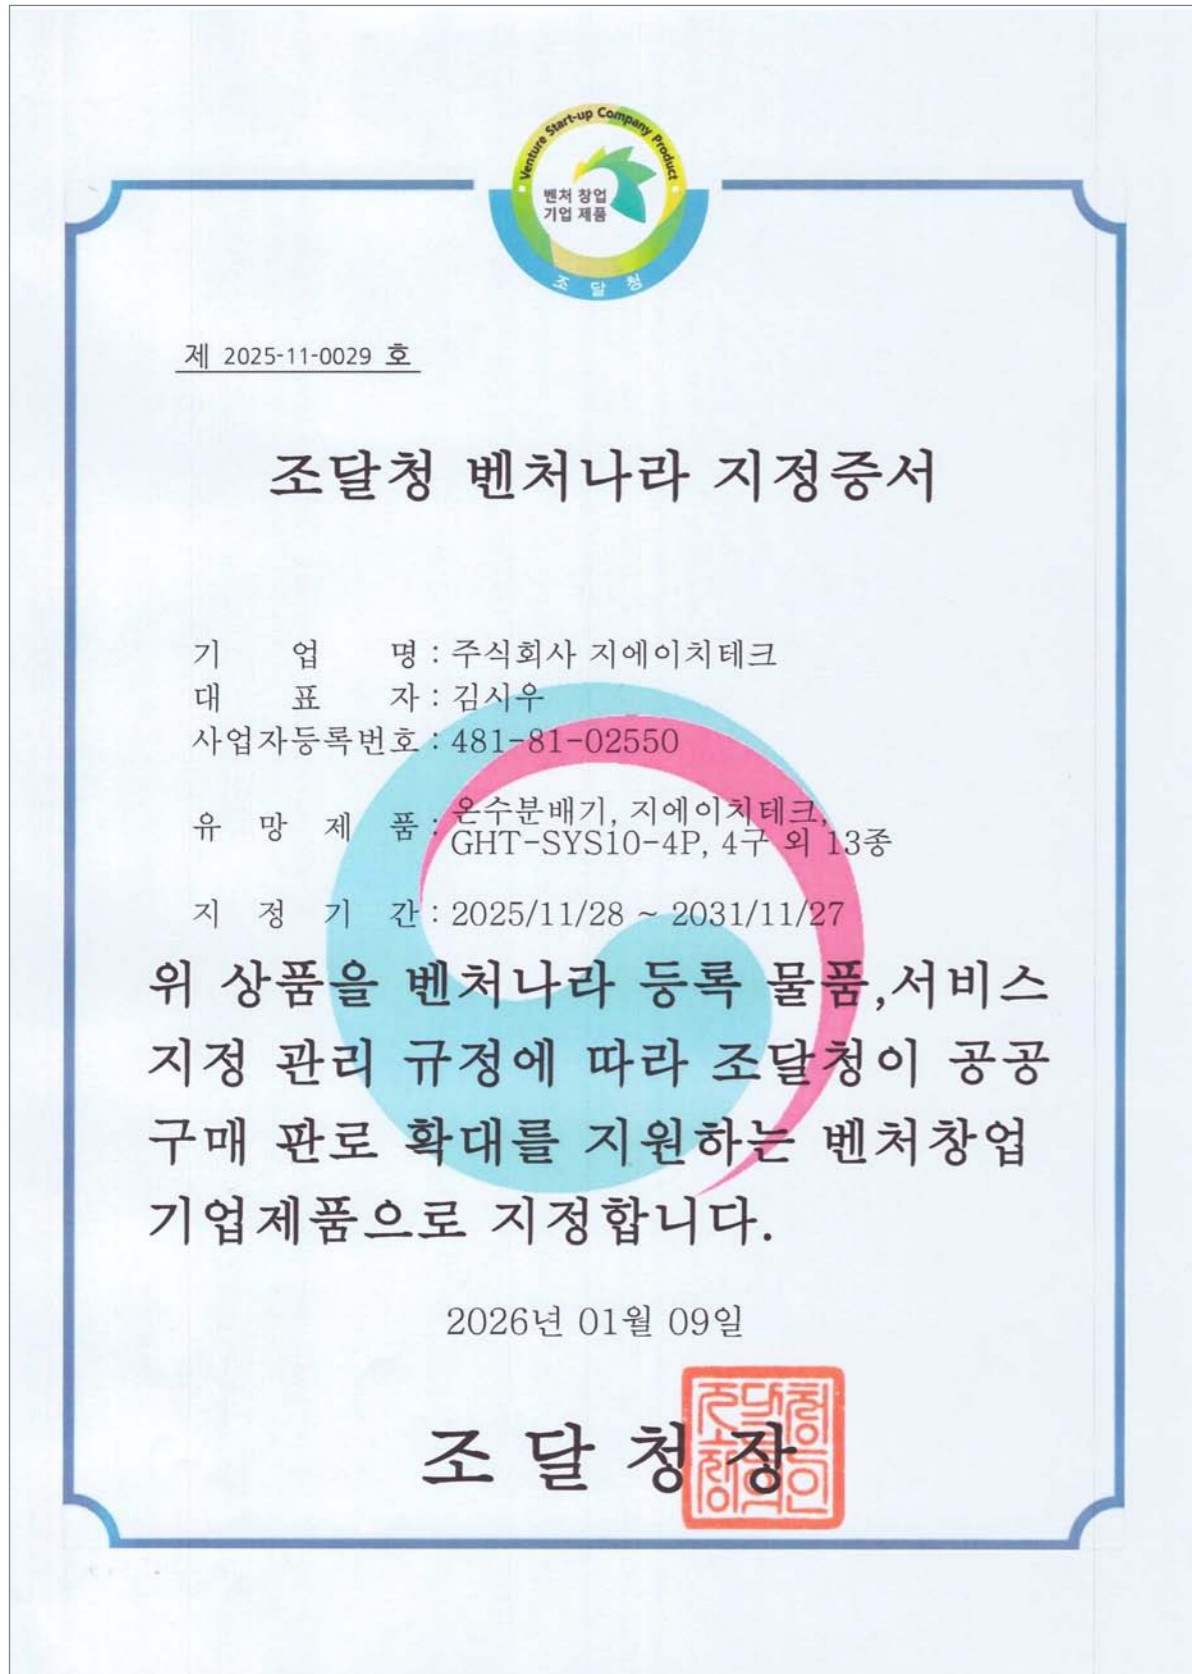 Venture Start-up Company Product
벤처 창업
기업 제품
조 달 청
제 2025-11-0029 호
조달청 벤처나라 지정증서
기 업 명 : 주식회사 지에이치테크
대 표 자 : 김시우
사업자등록번호 : 481-81-02550
유 망 제 품 : 온수분배기, 지에이치테크,
GHT-SYS10-4P, 4구 외 13종
지 정 기 간 : 2025/11/28 ~ 2031/11/27
위 상품을 벤처나라 등록 물품,서비스
지정 관리 규정에 따라 조달청이 공공
구매 판로 확대를 지원하는 벤처창업
기업제품으로 지정합니다.
2026년 01월 09일
조 달 청 장